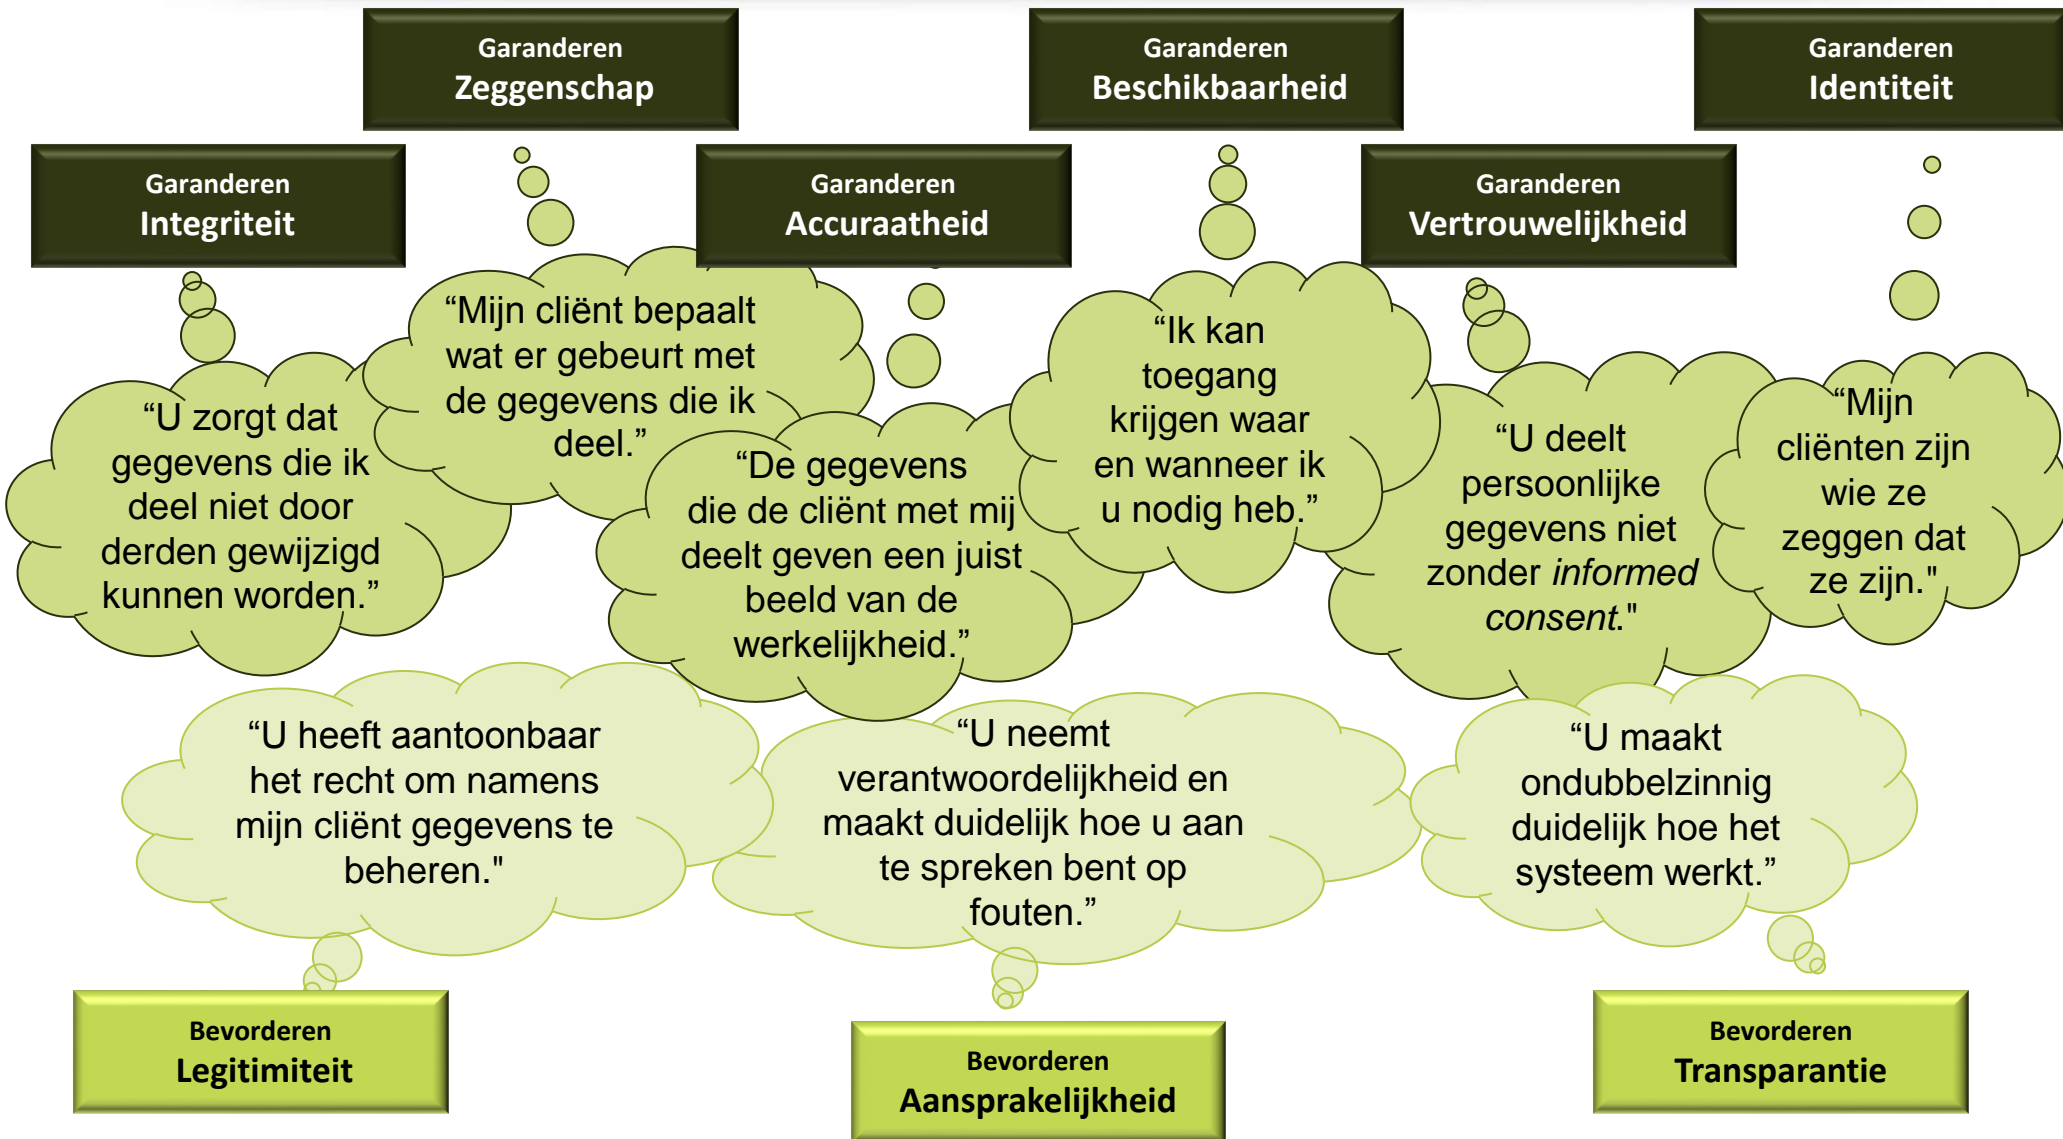 Garanderen
Zeggenschap
Garanderen
Beschikbaarheid
Garanderen
Identiteit
Garanderen
Integriteit
Garanderen
Accuraatheid
Garanderen
Vertrouwelijkheid
“U zorgt dat
gegevens die ik
deel niet door
derden gewijzigd
kunnen worden.”
“Mijn cliënt bepaalt
wat er gebeurt met
de gegevens die ik
deel.”
“De gegevens
die de cliënt met mij
deelt geven een juist
beeld van de
werkelijkheid.”
“Ik kan
toegang
krijgen waar
en wanneer ik
u nodig heb.”
“U deelt
persoonlijke
gegevens niet
zonder informed
consent."
“Mijn
cliënten zijn
wie ze
zeggen dat
ze zijn."
“U heeft aantoonbaar
het recht om namens
mijn cliënt gegevens te
beheren."
“U neemt
verantwoordelijkheid en
maakt duidelijk hoe u aan
te spreken bent op
fouten.”
“U maakt
ondubbelzinnig
duidelijk hoe het
systeem werkt.”
Bevorderen
Legitimiteit
Bevorderen
Aansprakelijkheid
Bevorderen
Transparantie